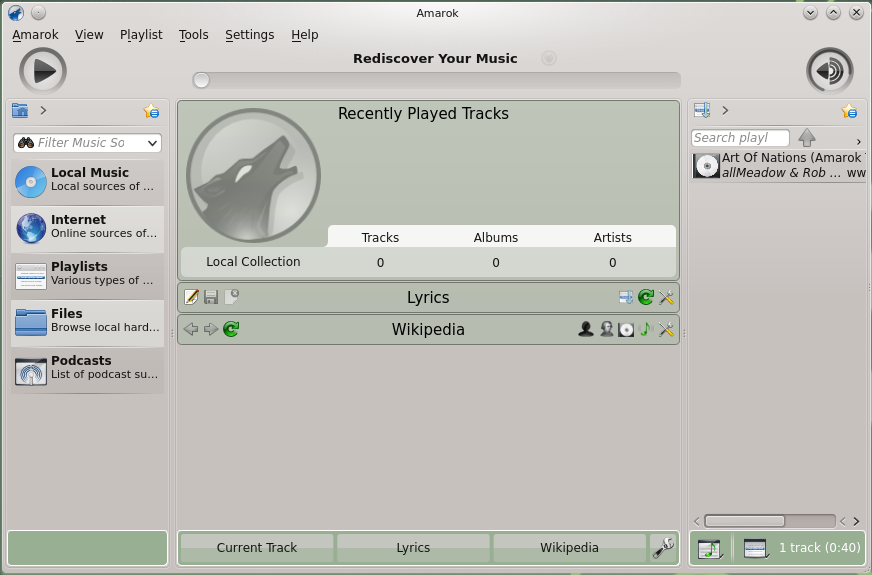 Amarok
Amarok View Playlist Tools Settings Help
Rediscover Your Music
Filter Music So
Local Music
Local sources of ...
Internet
Online sources of...
Playlists
Various types of ...
Files
Browse local hard...
Podcasts
List of podcast su...
Recently Played Tracks
Tracks Albums Artists
Local Collection 0 0 0
Lyrics
Wikipedia
Current Track Lyrics Wikipedia
Search playl
Art Of Nations (Amarok
allMeadow & Rob ... ww
1 track (0:40)